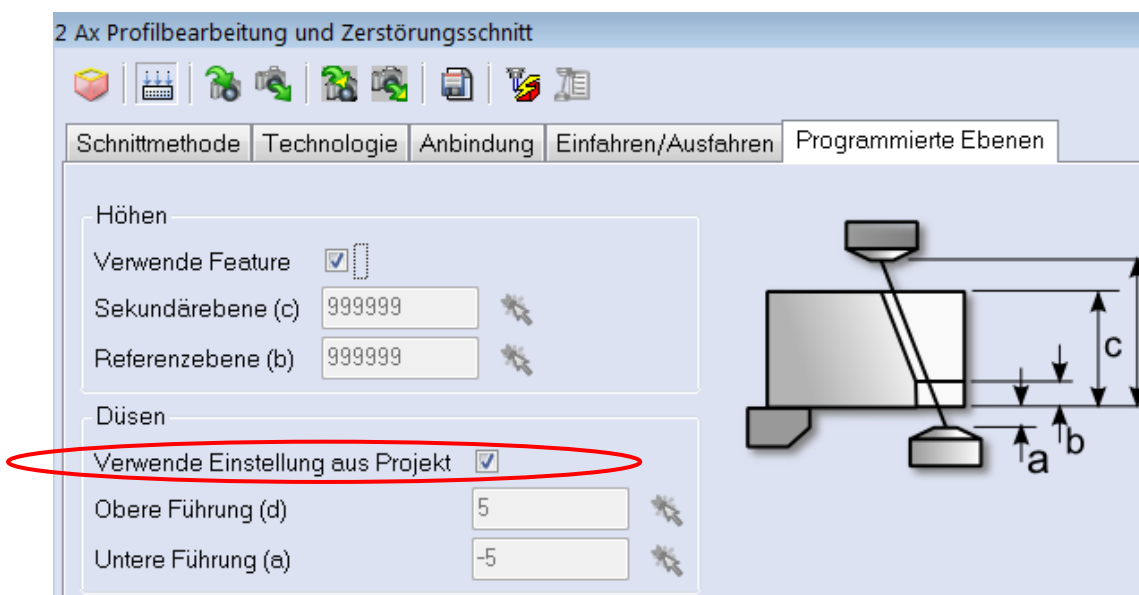 2 Ax Profilbearbeitung und Zerstörungsschnitt
Schnittmethode Technologie Anbindung Einfahren/Ausfahren Programmierte Ebenen
Höhen
Verwende Feature
Sekundärebene (c) 999999
Referenzebene (b) 999999
c
Düsen
b
a
Verwende Einstellung aus Projekt
Obere Führung (d) 5
Untere Führung (a) -5